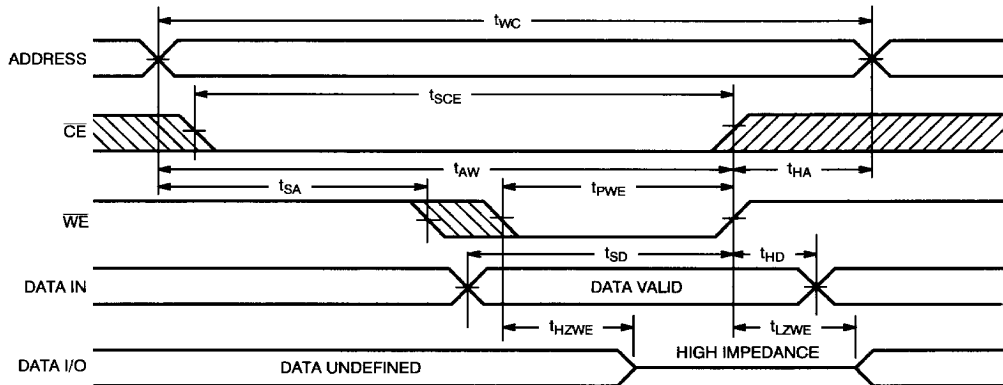 tWC
ADDRESS
tSCE
CE
tAW
tHA
tSA
tPWE
WE
tSD
tHD
DATA IN
DATA VALID
tHZWE
tLZWE
HIGH IMPEDANCE
DATA I/O
DATA UNDEFINED